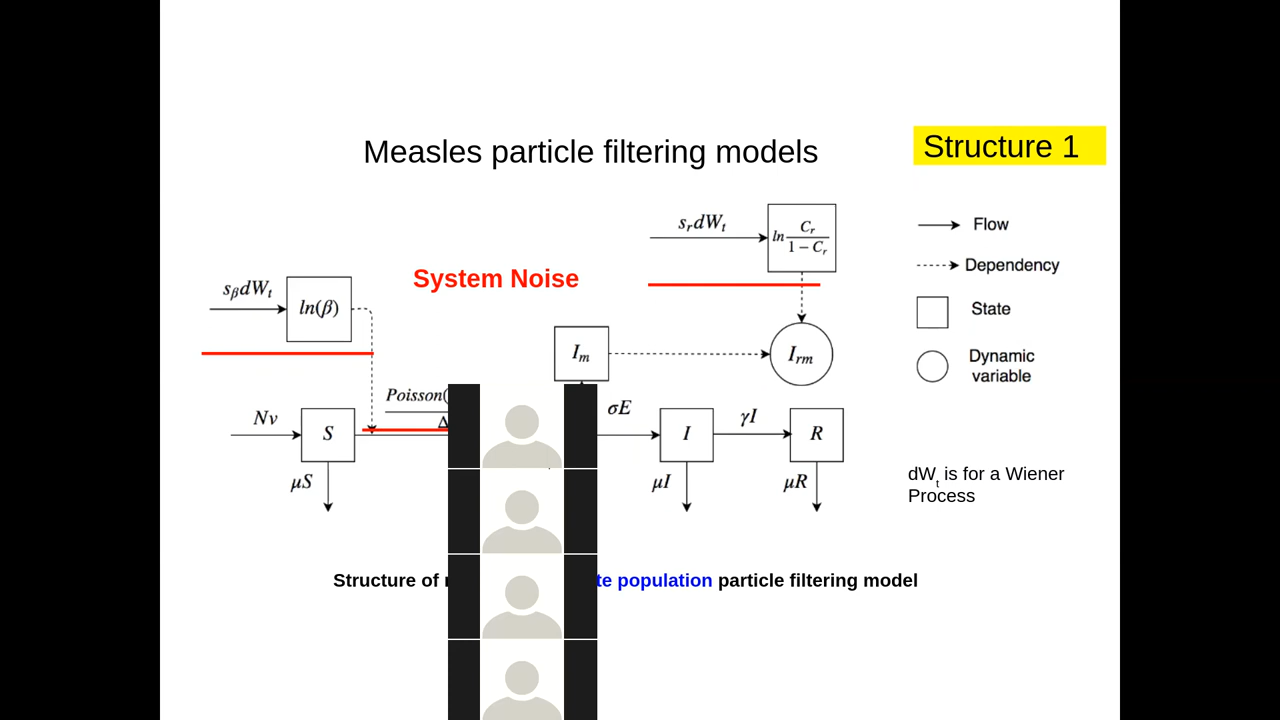 Measles particle filtering models
Structure 1
s_r dW_t
ln C_r / 1 − C_r
Flow
Dependency
System Noise
s_β dW_t
ln(β)
State
I_m
I_rm
Dynamic
variable
Poisson(
Δ
Nν
S
σE
I
γI
R
μS
μI
μR
dW_t is for a Wiener
Process
Structure of te population particle filtering model